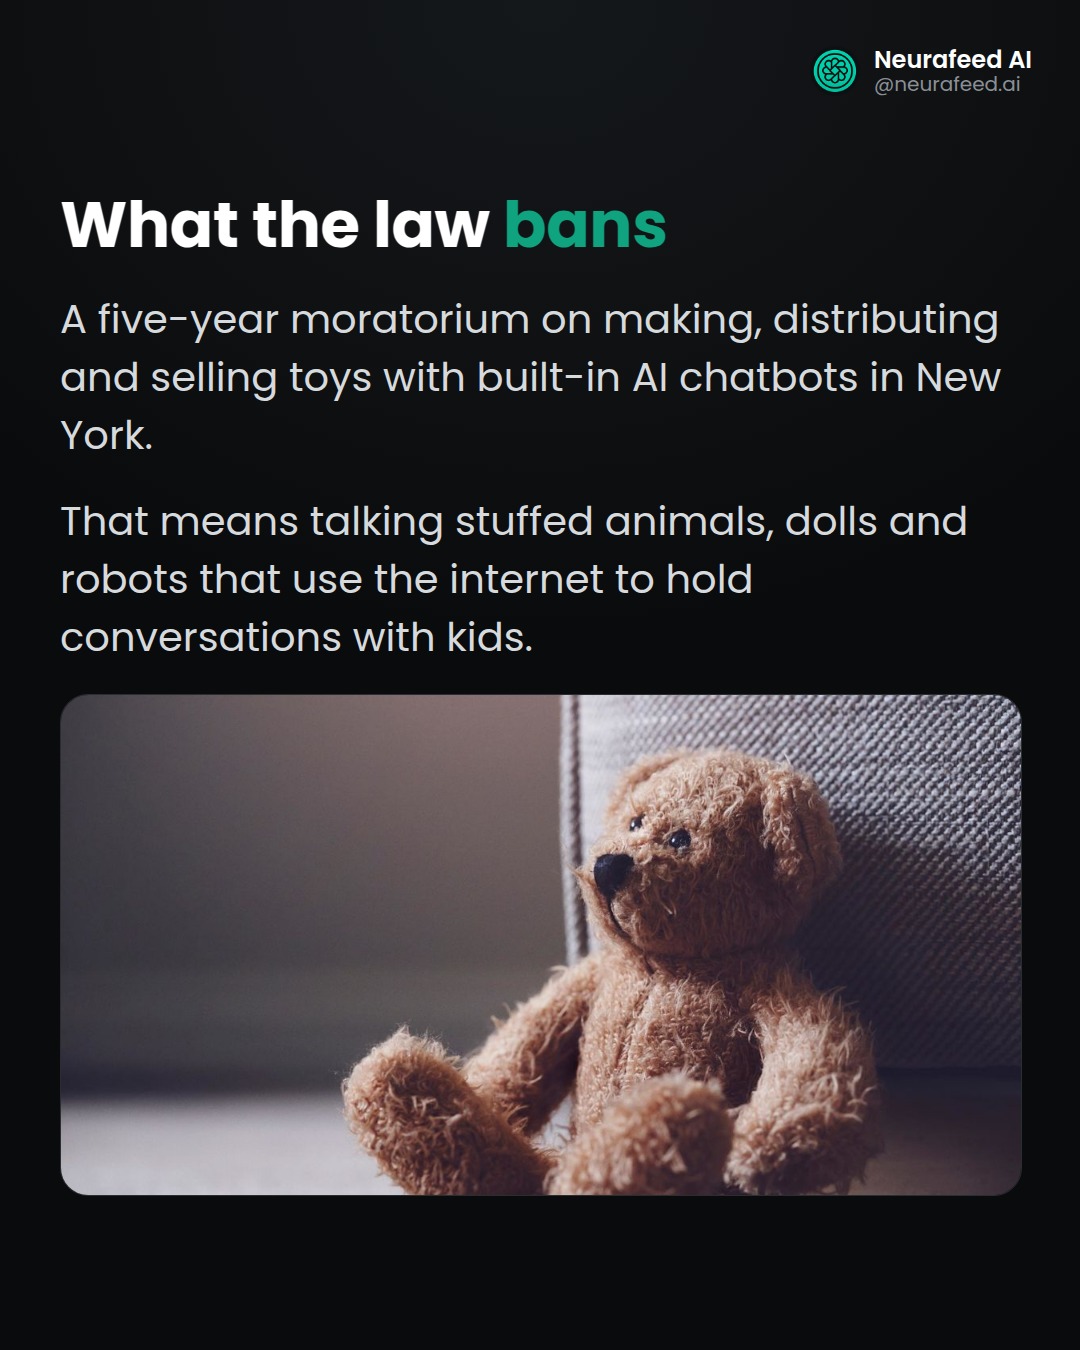 Neurafeed AI
@neurafeed.ai
What the law bans
A five-year moratorium on making, distributing
and selling toys with built-in AI chatbots in New
York.
That means talking stuffed animals, dolls and
robots that use the internet to hold
conversations with kids.